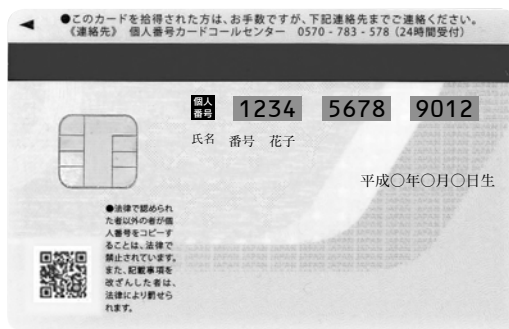 ●このカードを拾得された方は、お手数ですが、下記連絡先までご連絡ください。
《連絡先》 個人番号カードコールセンター 0570 - 783 - 578（24時間受付）
個人番号 1234 5678 9012
氏名 番号 花子
平成〇年〇月〇日生
●法律で認められ
た者以外の者が個
人番号をコピーす
ることは、法律で
禁止されています。
また、記載事項を
改ざんした者は、
法律により罰せら
れます。